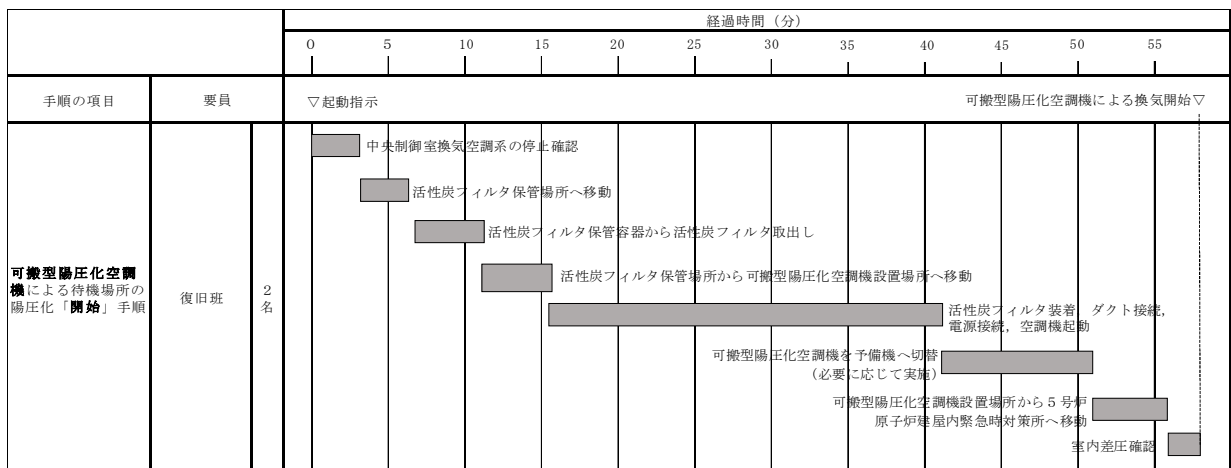 経過時間（分）
0 5 10 15 20 25 30 35 40 45 50 55
手順の項目 要員 ▽起動指示 可搬型陽圧化空調機による換気開始▽
中央制御室換気空調系の停止確認
活性炭フィルタ保管場所へ移動
活性炭フィルタ保管容器から活性炭フィルタ取出し
可搬型陽圧化空調
機による待機場所の
陽圧化「開始」手順
復旧班
2
名
活性炭フィルタ保管場所から可搬型陽圧化空調機設置場所へ移動
活性炭フィルタ装着，ダクト接続，
電源接続，空調機起動
可搬型陽圧化空調機を予備機へ切替
（必要に応じて実施）
可搬型陽圧化空調機設置場所から５号炉
原子炉建屋内緊急時対策所へ移動
室内差圧確認